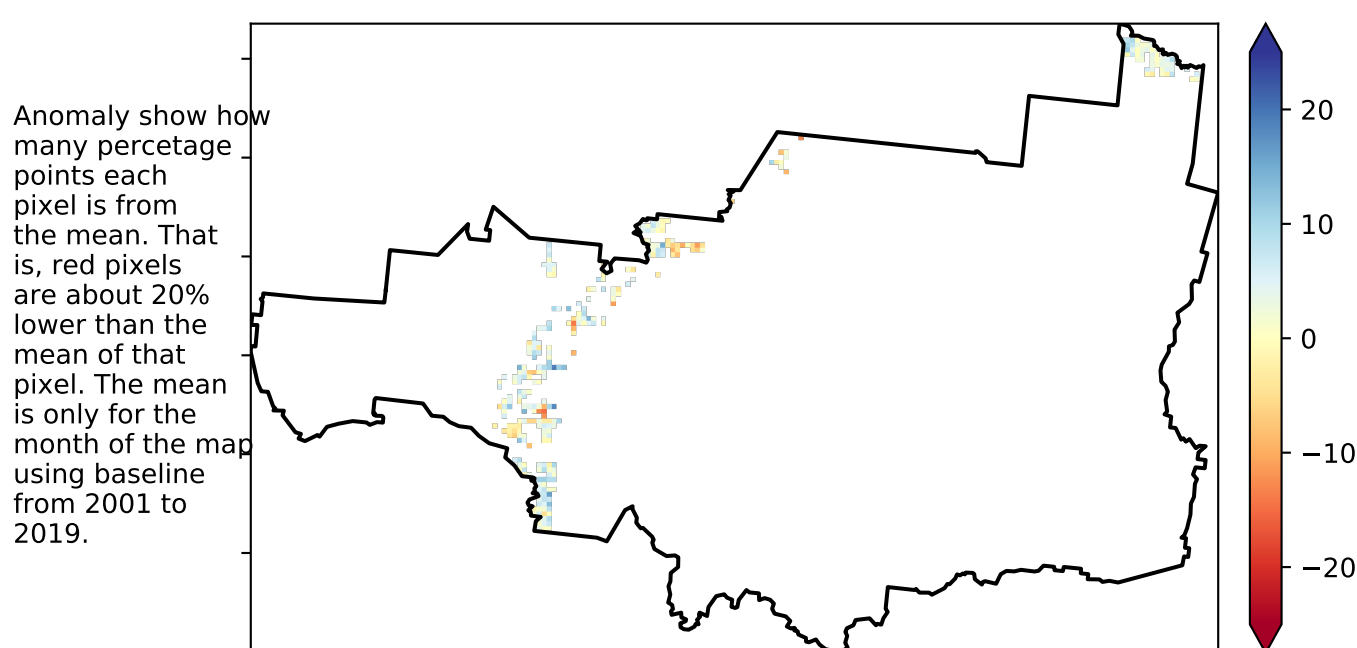 Anomaly show how
many percetage
points each
pixel is from
the mean. That
is, red pixels
are about 20%
lower than the
mean of that
pixel. The mean
is only for the
month of the map
using baseline
from 2001 to
2019.
20
10
0
−10
−20